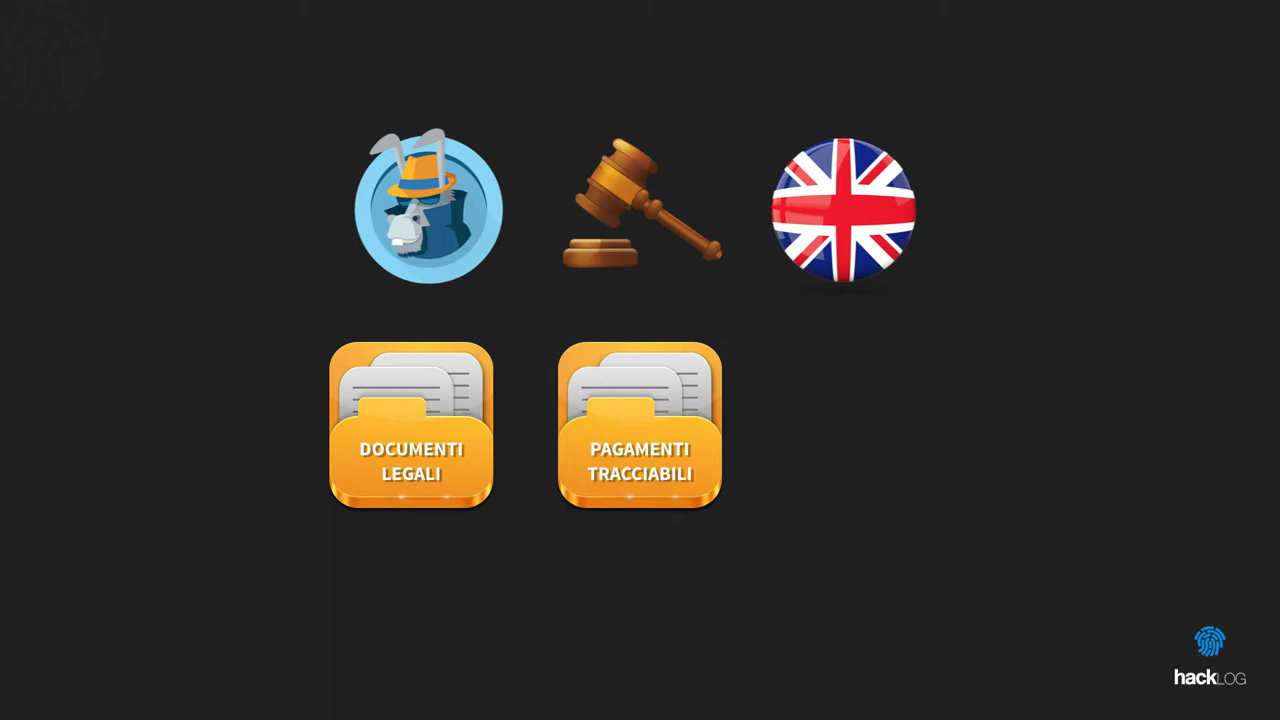 DOCUMENTI
LEGALI
PAGAMENTI
TRACCIABILI
hackLOG